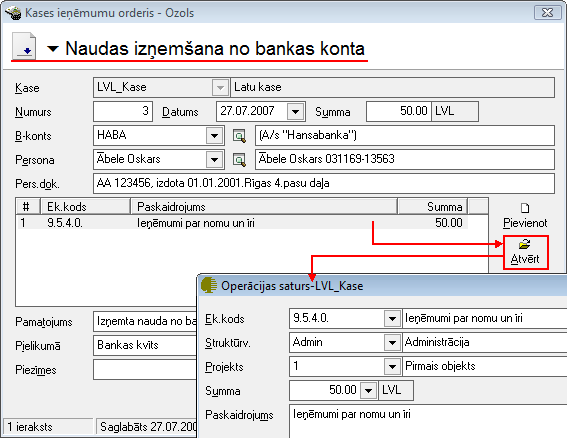 Kases ieņēmumu orderis - Ozols
Naudas izņemšana no bankas konta
Kase LVL_Kase Latu kase
Numurs 3 Datums 27.07.2007 Summa 50.00 LVL
B-konts HABA (A/s "Hansabanka")
Persona Ābele Oskars Ābele Oskars 031169-13563
Pers.dok. AA 123456, izdota 01.01.2001.Rīgas 4.pasu daļa
# Ek.kods Paskaidrojums Summa
1 9.5.4.0. Ieņēmumi par nomu un īri 50.00
Pievienot
Atvērt
Pamatojums Izņemta nauda no ba
Pielikumā Bankas kvīts
Piezīmes
1 ieraksts Saglabāts 27.07.200
Operācijas saturs-LVL_Kase
Ek.kods 9.5.4.0. Ieņēmumi par nomu un īri
Struktūrv. Admin Administrācija
Projekts 1 Pirmais objekts
Summa 50.00 LVL
Paskaidrojums Ieņēmumi par nomu un īri